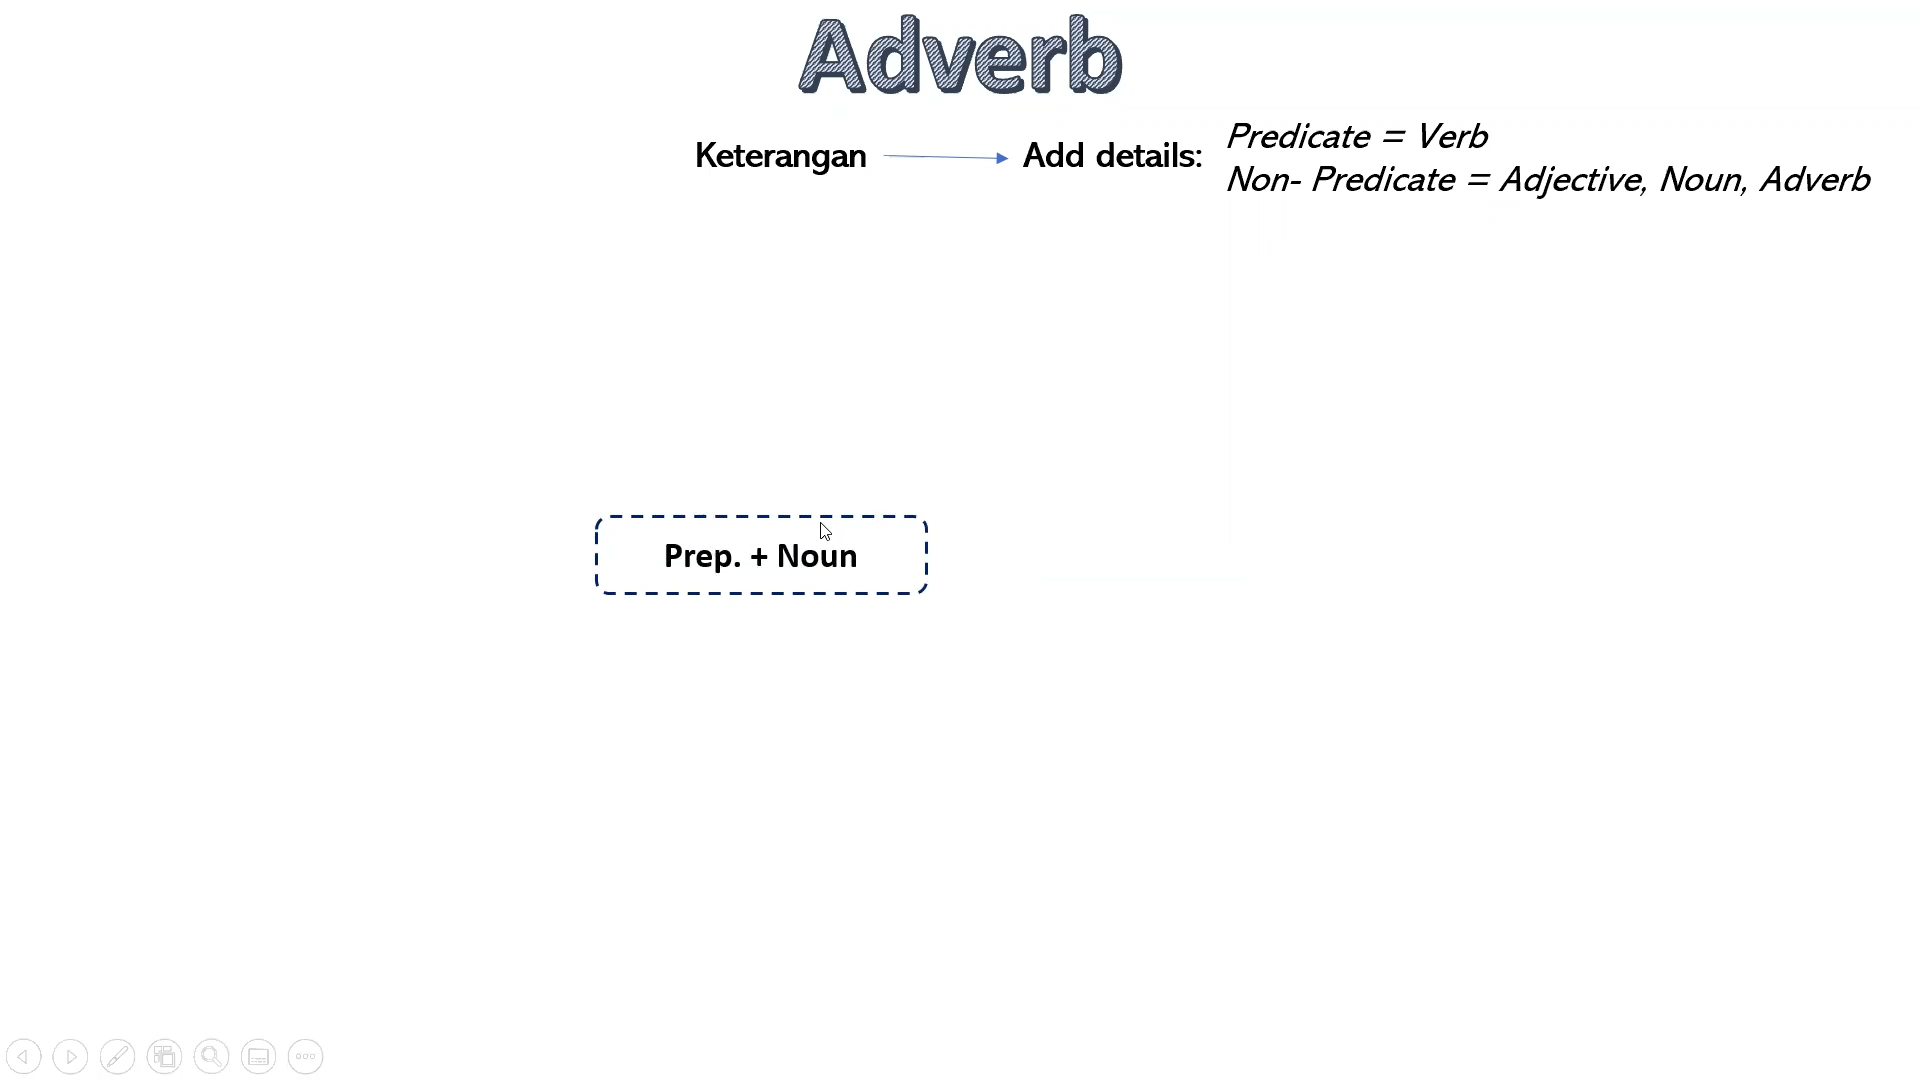 Adverb
Keterangan
Add details:
Predicate = Verb
Non- Predicate = Adjective, Noun, Adverb
Prep. + Noun